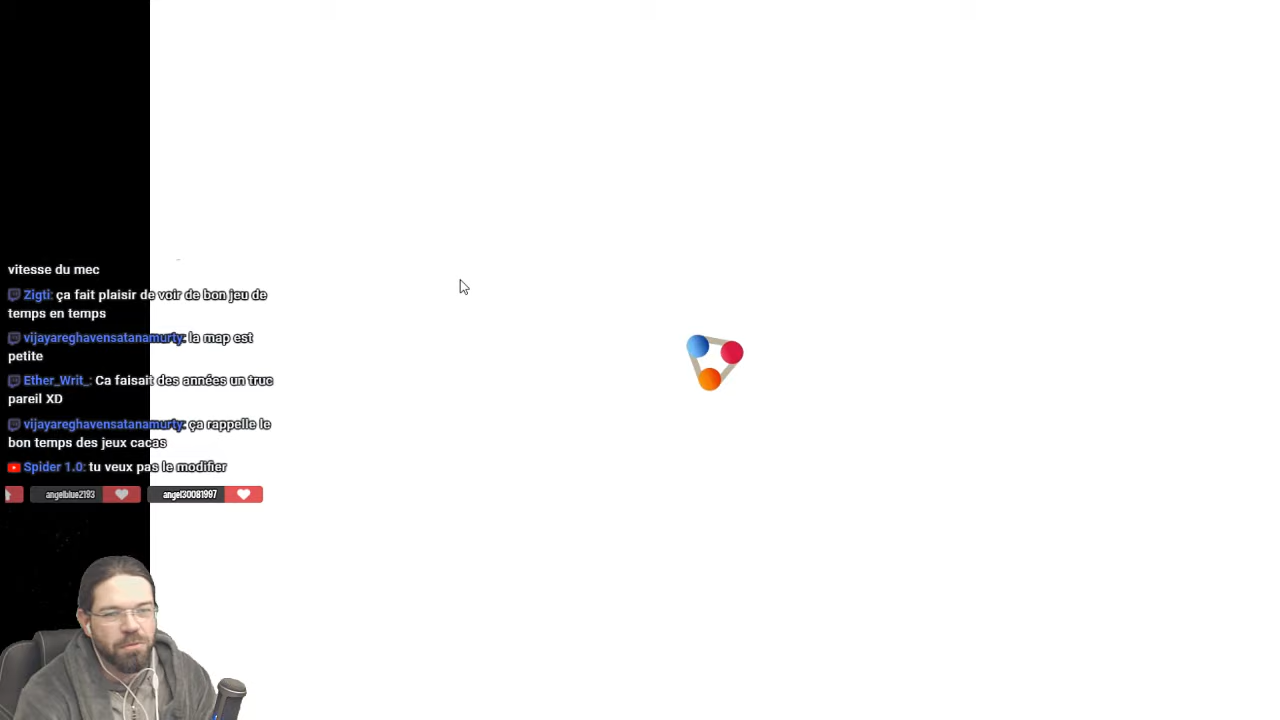 vitesse du mec
Zigti: ça fait plaisir de voir de bon jeu de
temps en temps
vijayareghavensatanamurty: la map est
petite
Ether_Writ_: Ca faisait des années un truc
pareil XD
vijayareghavensatanamurty: ça rappelle le
bon temps des jeux cacas
Spider 1.0: tu veux pas le modifier
angelblue2193 angel30081997